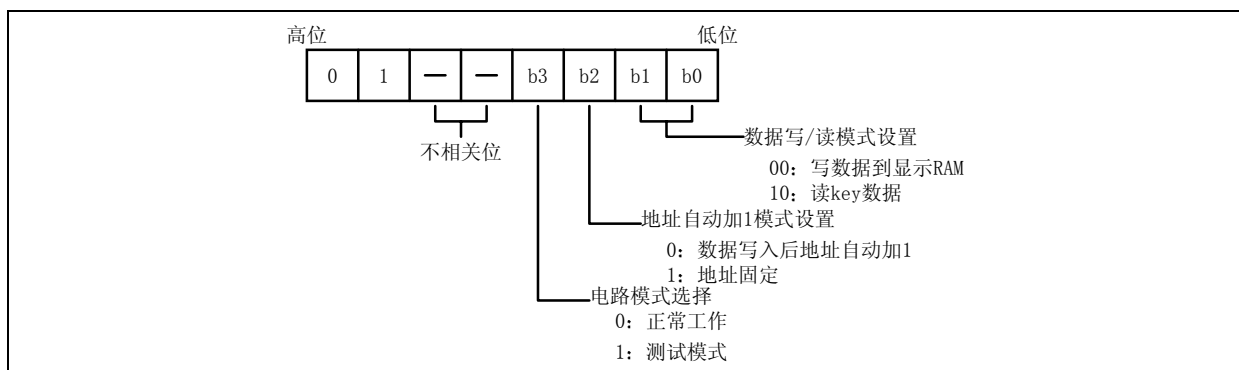 高位 低位
0 1 — — b3 b2 b1 b0
数据写/读模式设置
不相关位
00：写数据到显示RAM
10：读key数据
地址自动加1模式设置
0：数据写入后地址自动加1
1：地址固定
电路模式选择
0：正常工作
1：测试模式